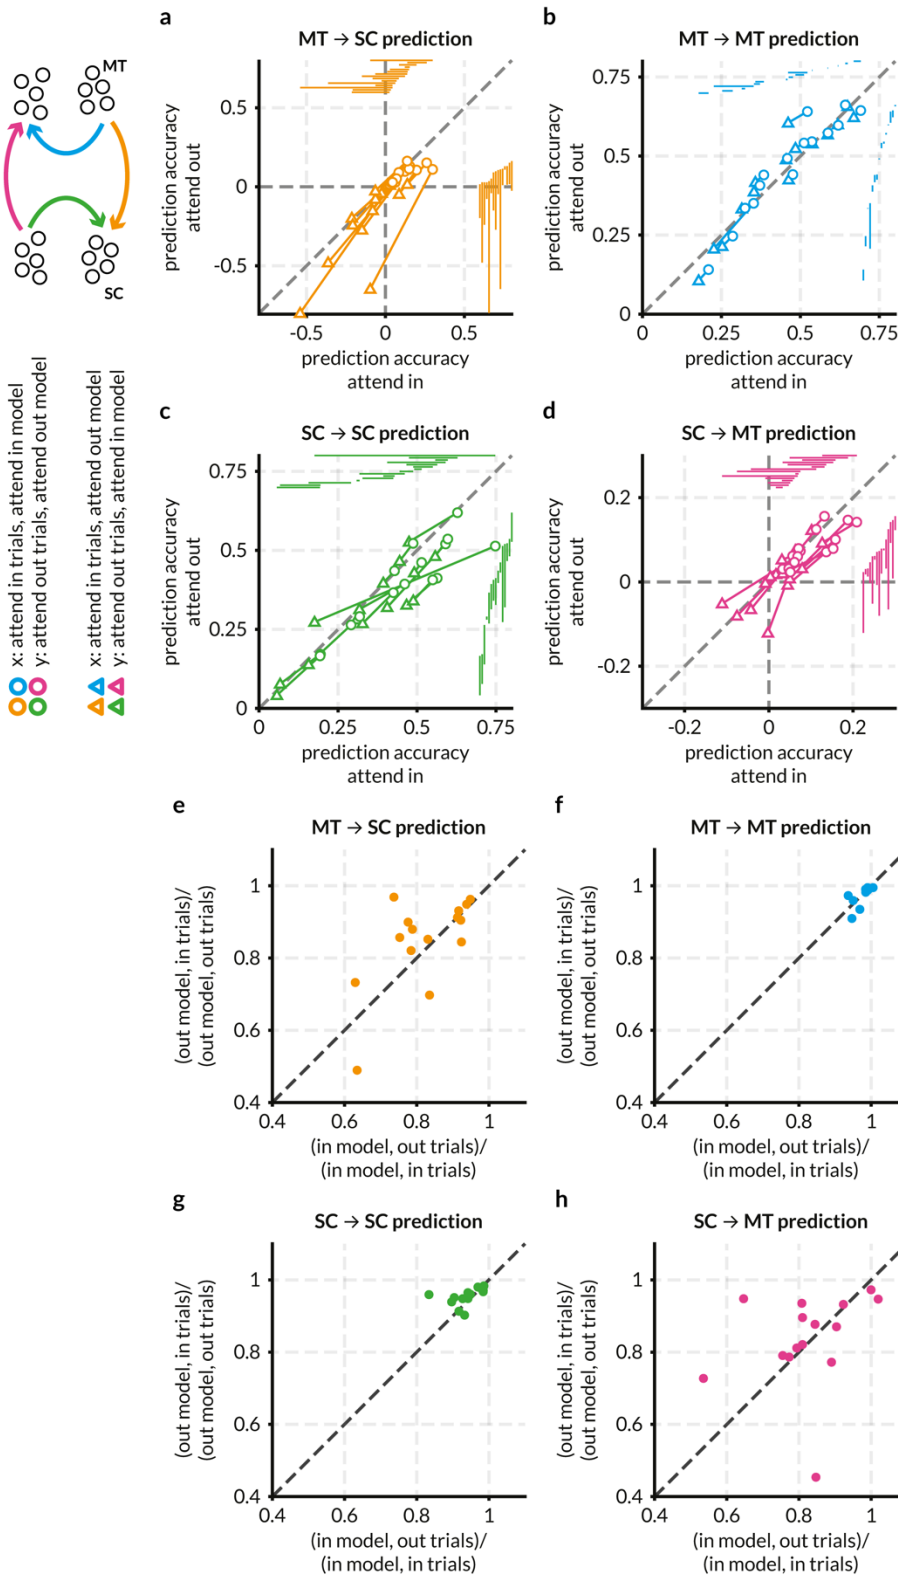 MT
SC
x: attend in trials, attend in model
y: attend out trials, attend out model
x: attend in trials, attend out model
y: attend out trials, attend in model
a
MT → SC prediction
prediction accuracy
attend out
0.5
0
-0.5
-0.5
0
0.5
prediction accuracy
attend in
b
MT → MT prediction
prediction accuracy
attend out
0.75
0.5
0.25
0
0
0.25
0.5
0.75
prediction accuracy
attend in
c
SC → SC prediction
prediction accuracy
attend out
0.75
0.5
0.25
0
0
0.25
0.5
0.75
prediction accuracy
attend in
d
SC → MT prediction
prediction accuracy
attend out
0.2
0
-0.2
-0.2
0
0.2
prediction accuracy
attend in
e
MT → SC prediction
(out model, in trials)/
(out model, out trials)
1
0.8
0.6
0.4
0.4
0.6
0.8
1
(in model, out trials)/
(in model, in trials)
f
MT → MT prediction
(out model, in trials)/
(out model, out trials)
1
0.8
0.6
0.4
0.4
0.6
0.8
1
(in model, out trials)/
(in model, in trials)
g
SC → SC prediction
(out model, in trials)/
(out model, out trials)
1
0.8
0.6
0.4
0.4
0.6
0.8
1
(in model, out trials)/
(in model, in trials)
h
SC → MT prediction
(out model, in trials)/
(out model, out trials)
1
0.8
0.6
0.4
0.4
0.6
0.8
1
(in model, out trials)/
(in model, in trials)